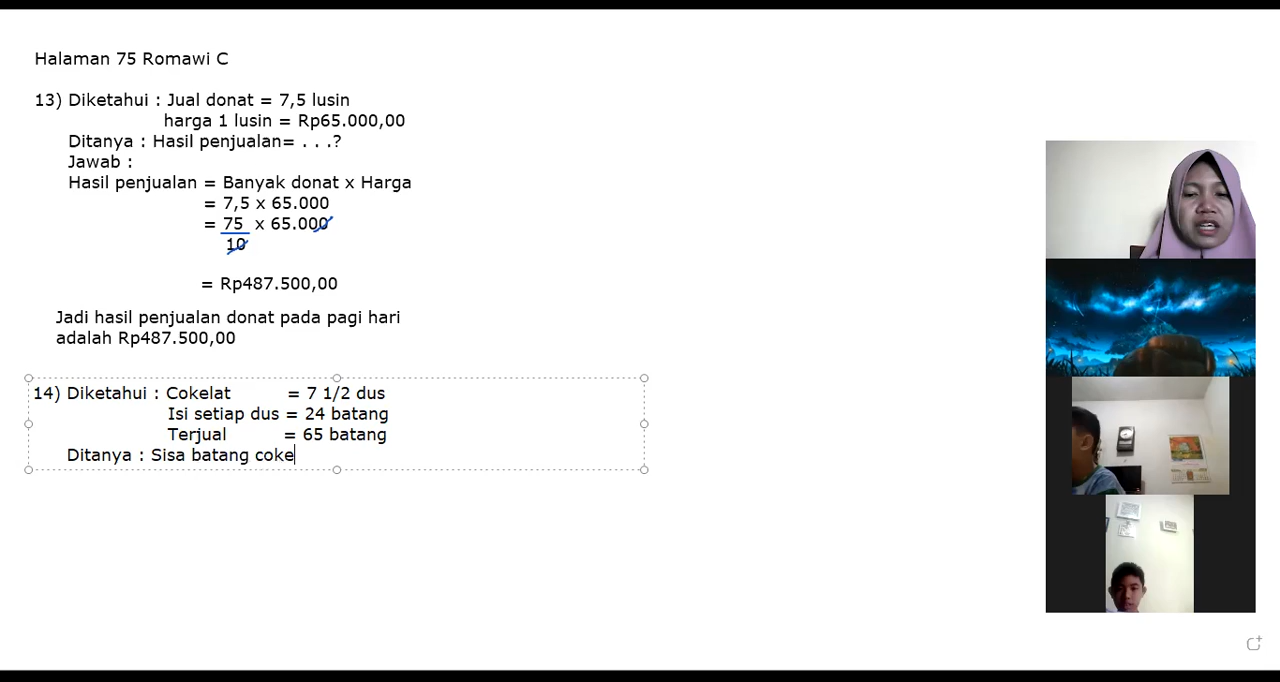 Halaman 75 Romawi C
13) Diketahui : Jual donat = 7,5 lusin
harga 1 lusin = Rp65.000,00
Ditanya : Hasil penjualan= . . .?
Jawab :
Hasil penjualan = Banyak donat x Harga
= 7,5 x 65.000
= 75 x 65.000
10
= Rp487.500,00
Jadi hasil penjualan donat pada pagi hari
adalah Rp487.500,00
14) Diketahui : Cokelat = 7 1/2 dus
Isi setiap dus = 24 batang
Terjual = 65 batang
Ditanya : Sisa batang coke